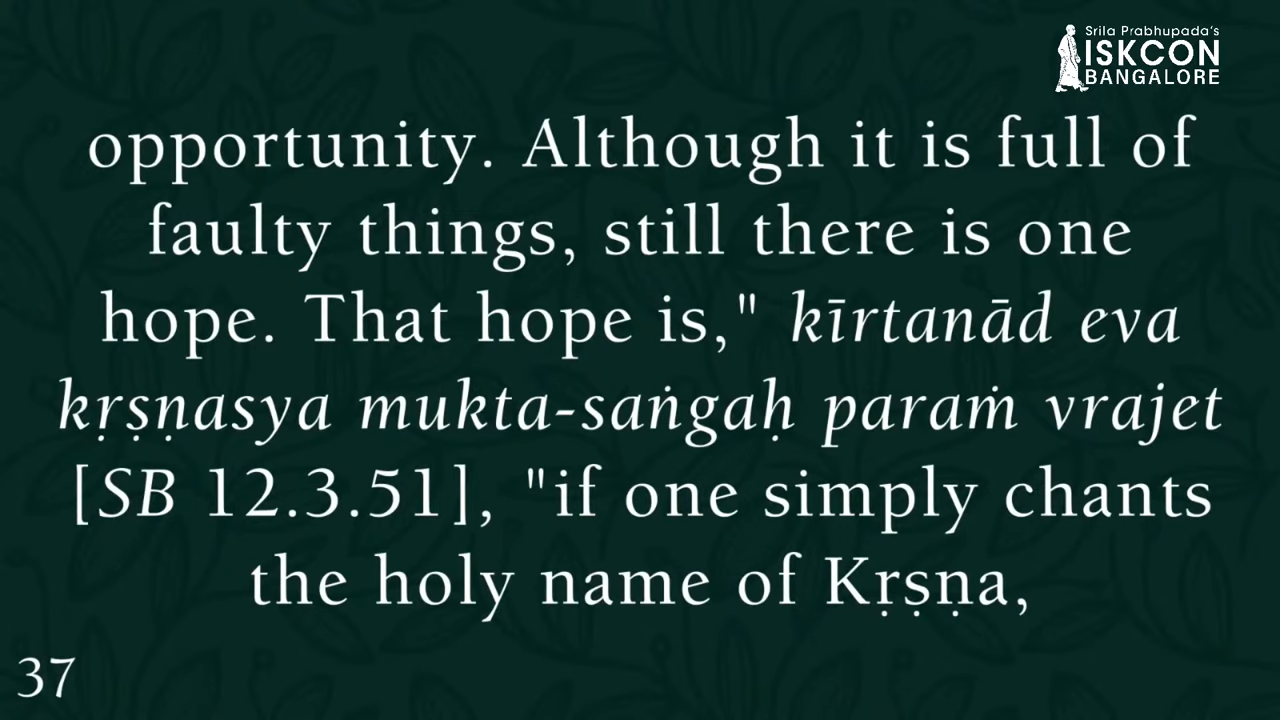 Srila Prabhupada's
ISKCON
BANGALORE
opportunity. Although it is full of
faulty things, still there is one
hope. That hope is," kīrtanād eva
kṛṣṇasya mukta-saṅgaḥ paraṁ vrajet
[SB 12.3.51], "if one simply chants
the holy name of Kṛṣṇa,
37